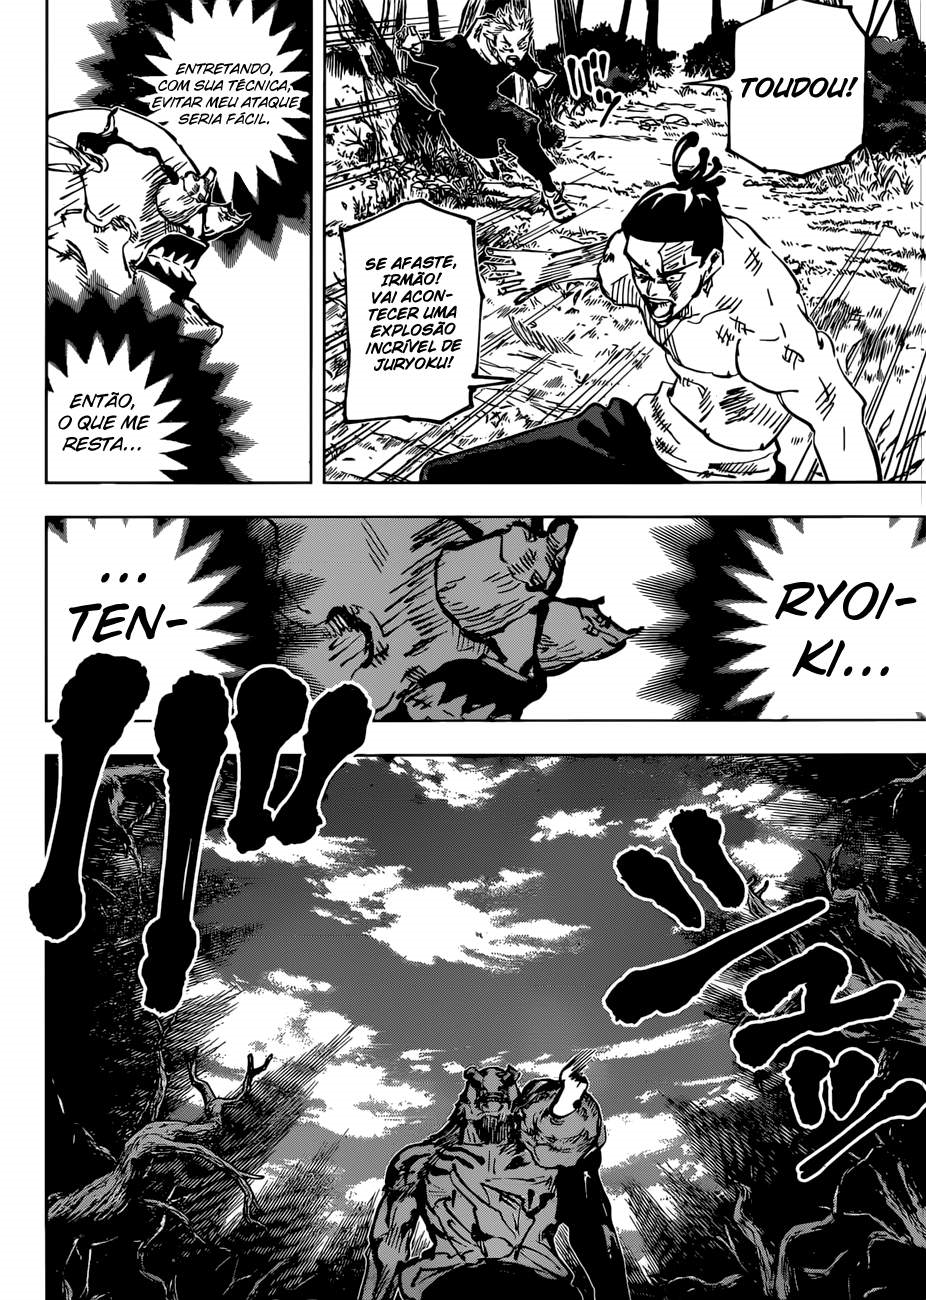 TOUDOU!
SE AFASTE,
IRMÃO!
VAI ACON-
TECER UMA
EXPLOSÃO
INCRÍVEL DE
JURYOKU!
ENTRETANDO,
COM SUA TÉCNICA,
EVITAR MEU ATAQUE
SERIA FÁCIL.
ENTÃO,
O QUE ME
RESTA...
RYOI-
KI...
...
TEN-